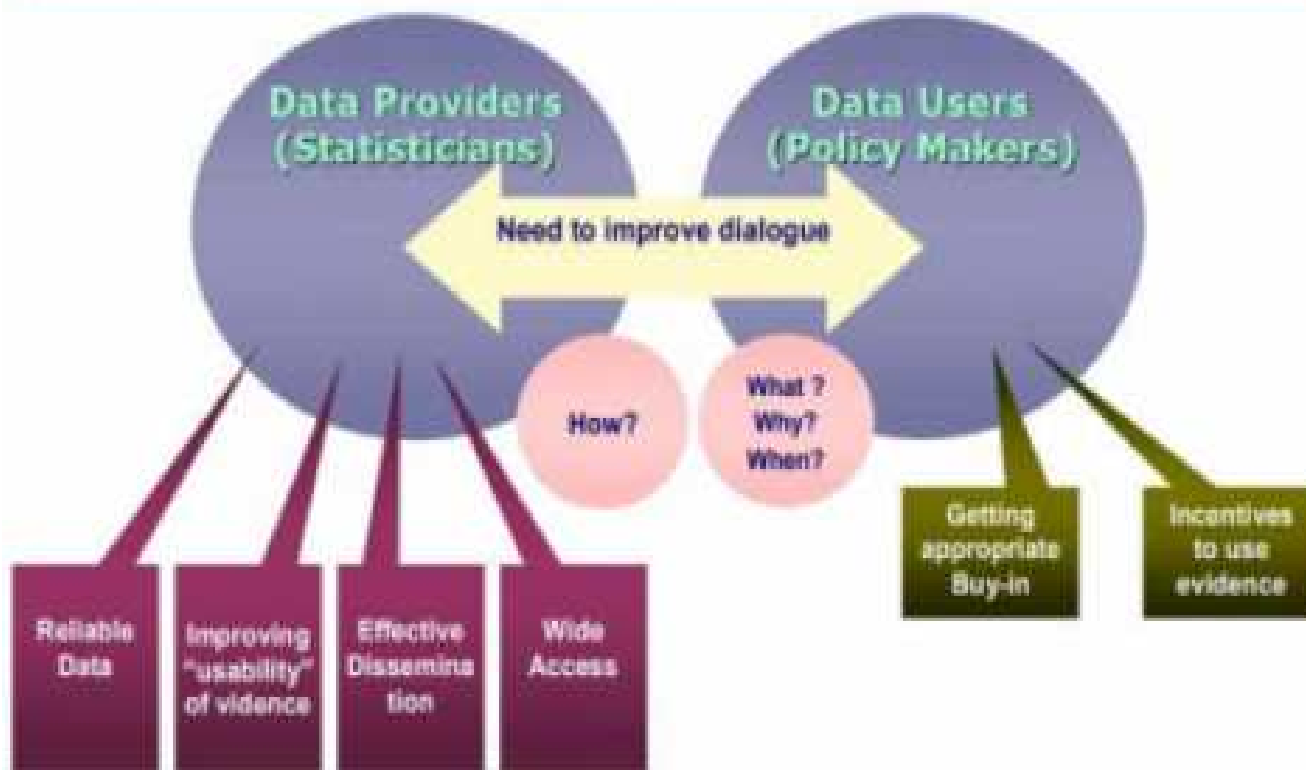 Data Providers
(Statisticians)
Data Users
(Policy Makers)
Need to improve dialogue
How?
What ?
Why?
When?
Getting
appropriate
Buy-in
Incentives
to use
evidence
Reliable
Data
Improving
"usability"
of vidence
Effective
Dissemina
tion
Wide
Access